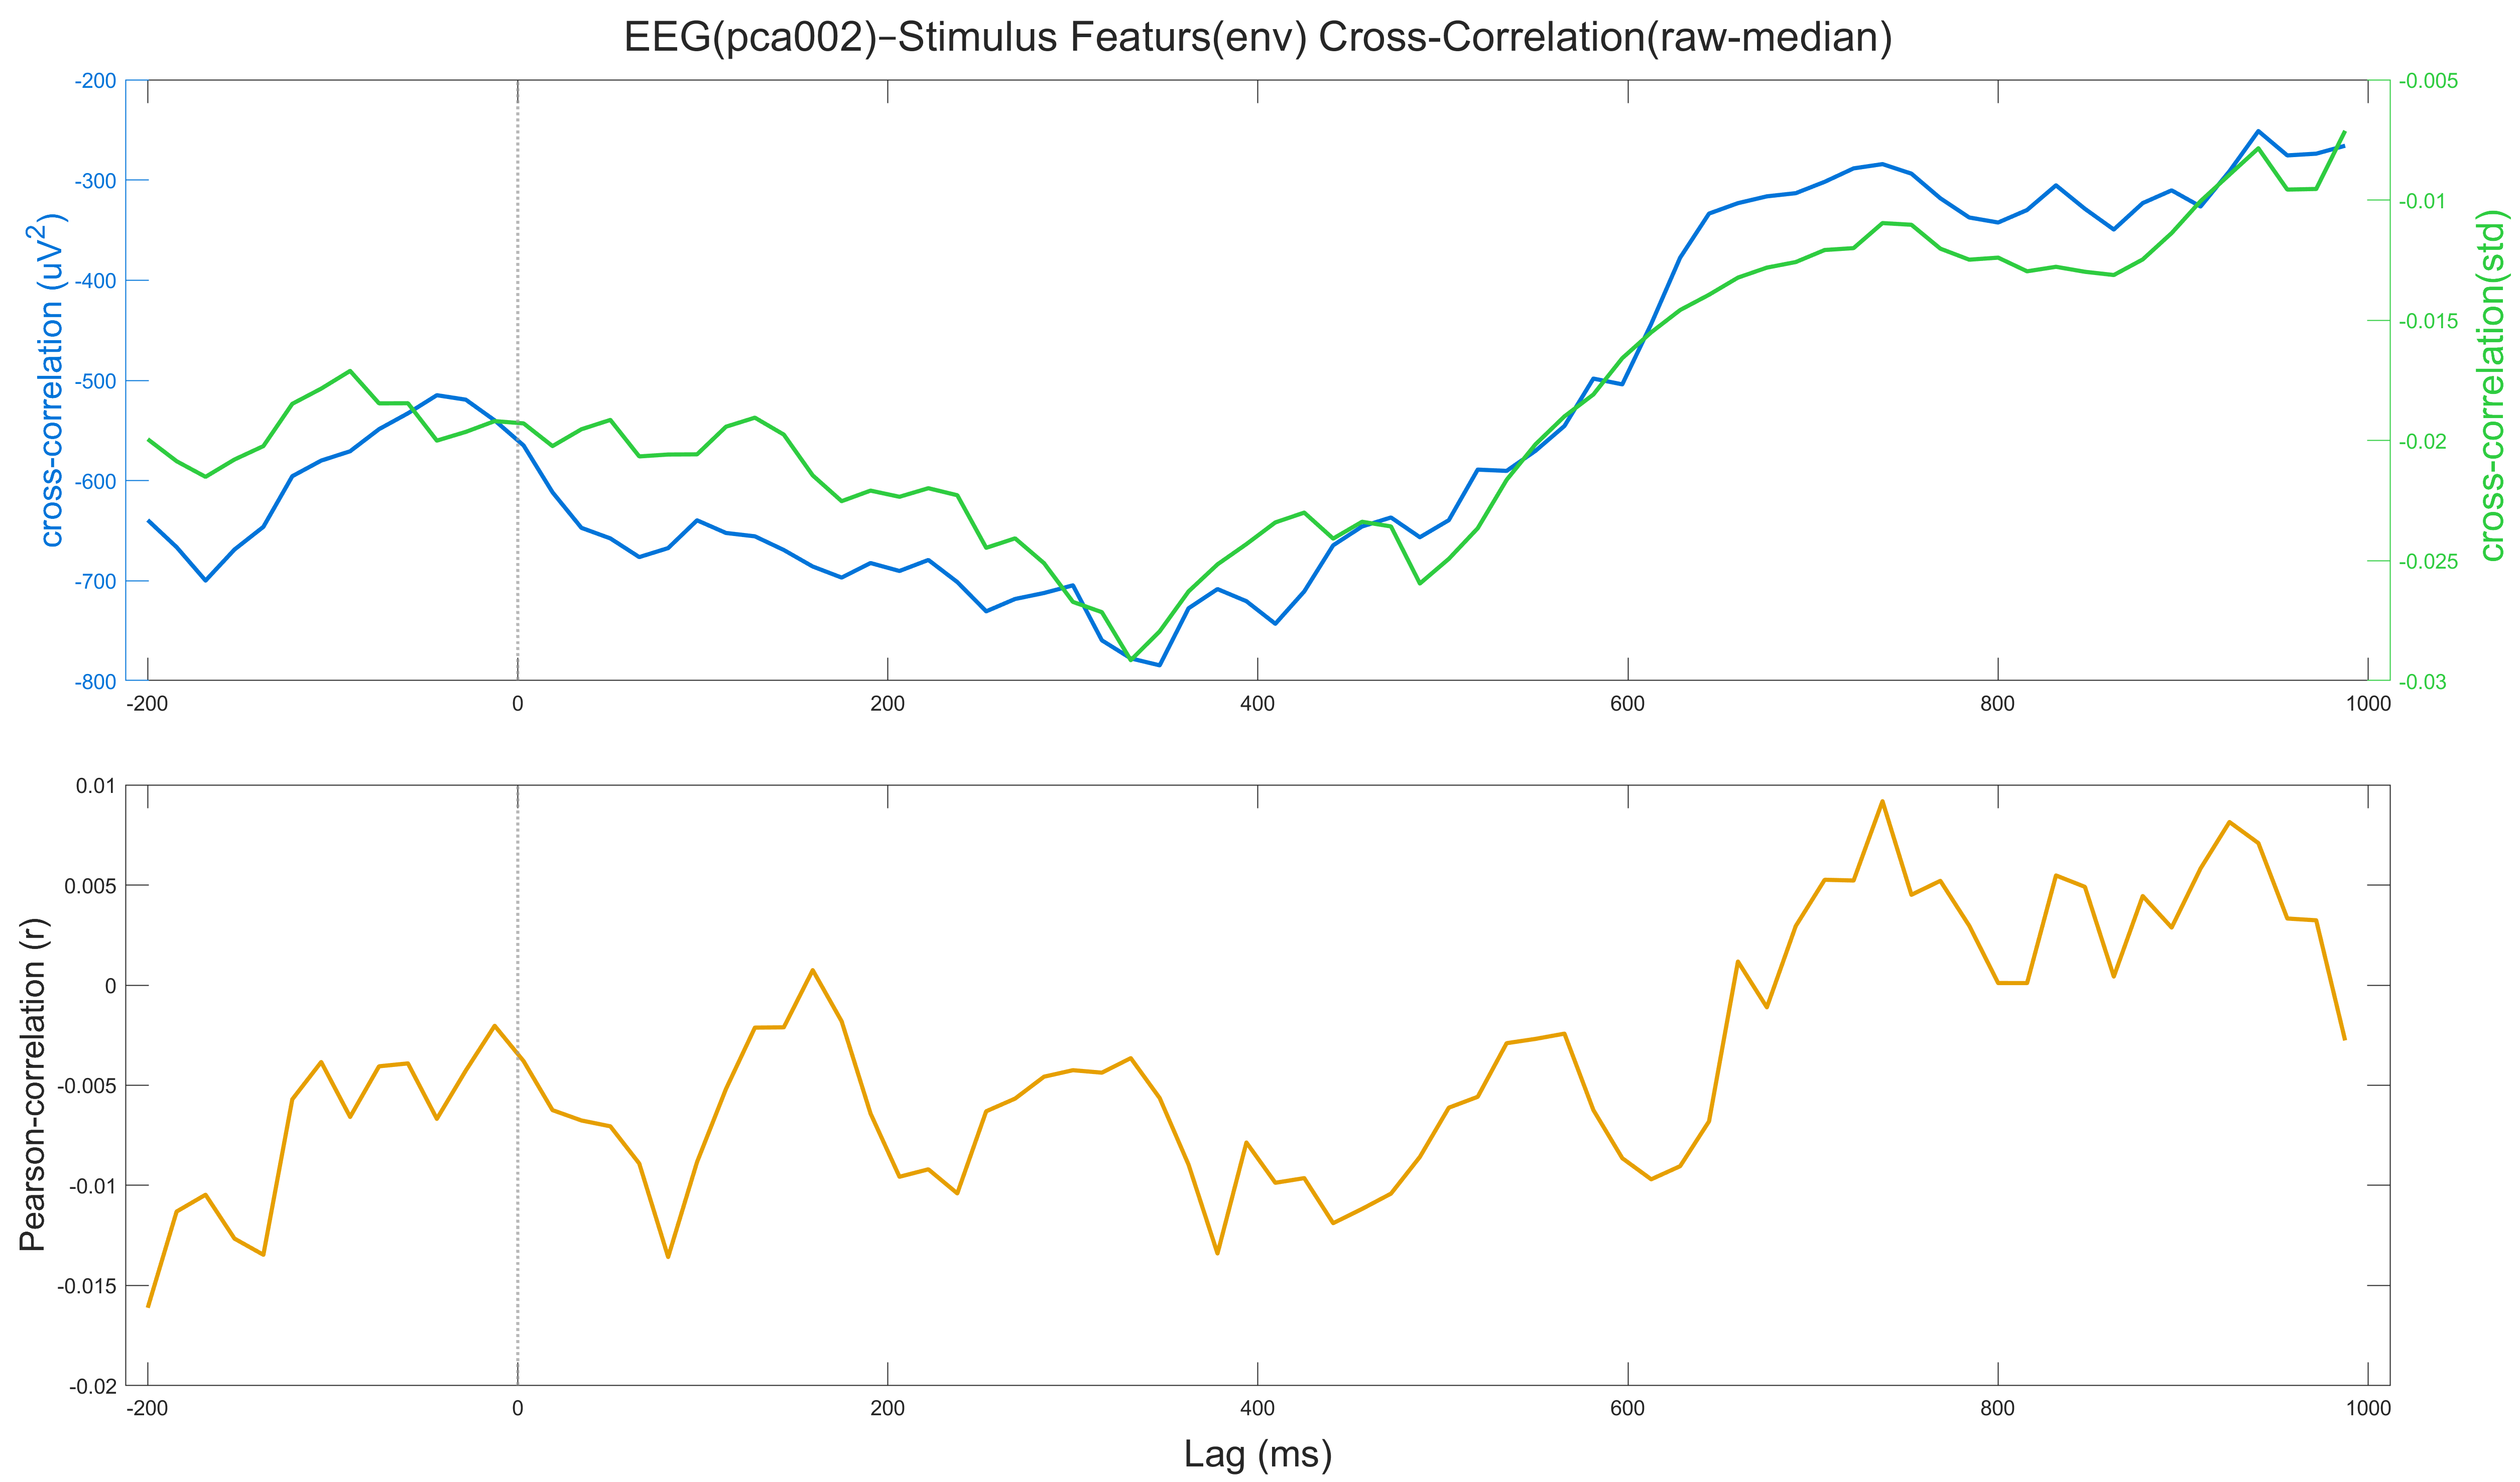 EEG(pca002)–Stimulus Featurs(env) Cross-Correlation(raw-median)
cross-correlation (uV²)
-200
-300
-400
-500
-600
-700
-800
-0.005
-0.01
-0.015
-0.02
-0.025
-0.03
cross-correlation(std)
-200 0 200 400 600 800 1000
Pearson-correlation (r)
0.01
0.005
0
-0.005
-0.01
-0.015
-0.02
-200 0 200 400 600 800 1000
Lag (ms)